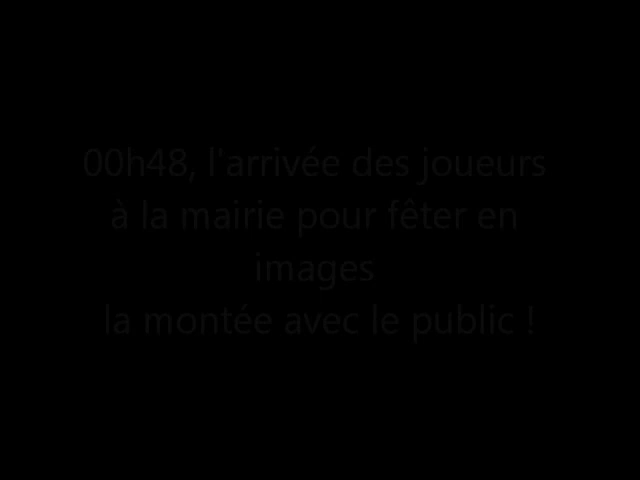 00h48, l'arrivée des joueurs
à la mairie pour fêter en
images
la montée avec le public !